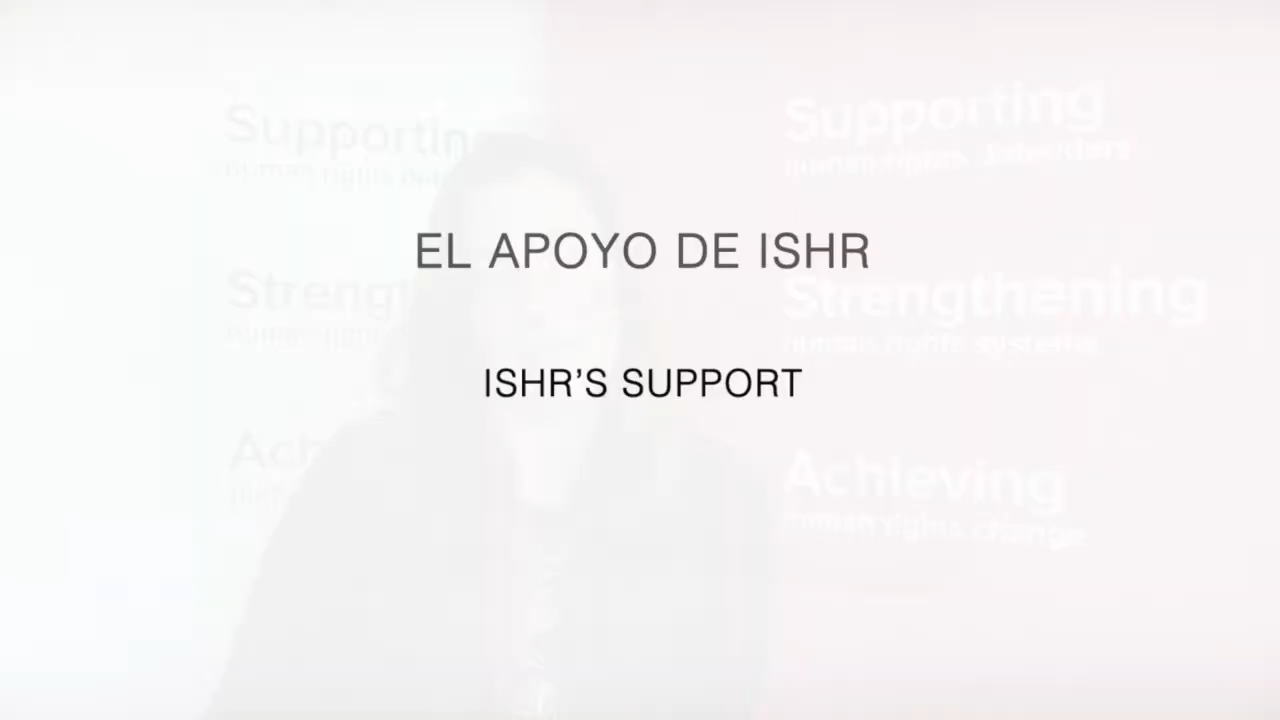 Supporting
human rights defenders
EL APOYO DE ISHR
Strengthening
human rights systems
ISHR'S SUPPORT
Achieving
human rights change